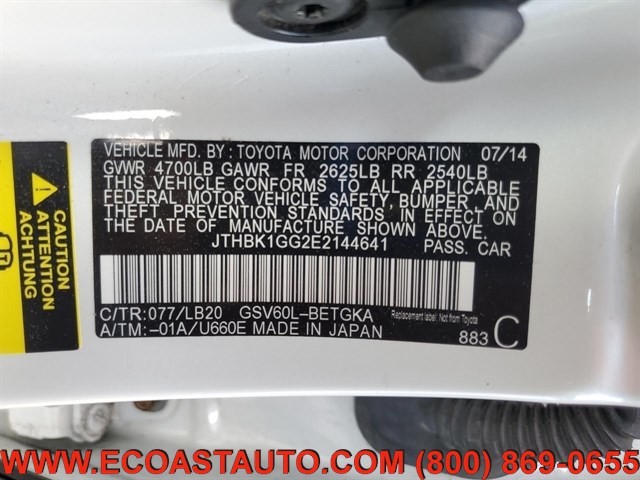 CAUTION
ATTENTION
VEHICLE MFD BY : TOYOTA MOTOR CORPORATION 07/14
GVWR 4700LB GAWR FR 2625LB RR 2540LB
THIS VEHICLE CONFORMS TO ALL APPLICABLE
FEDERAL MOTOR VEHICLE SAFETY, BUMPER, AND
THEFT PREVENTION STANDARDS IN EFFECT ON
THE DATE OF MANUFACTURE SHOWN ABOVE.
JTHBK1GG2E2144641 PASS. CAR
C/TR:077/LB20 GSV60L-BETGKA
A/TM:-01A/U660E MADE IN JAPAN
Replacement label: Not from Toyota
883 C
WWW.ECOASTAUTO.COM (800) 869-0655